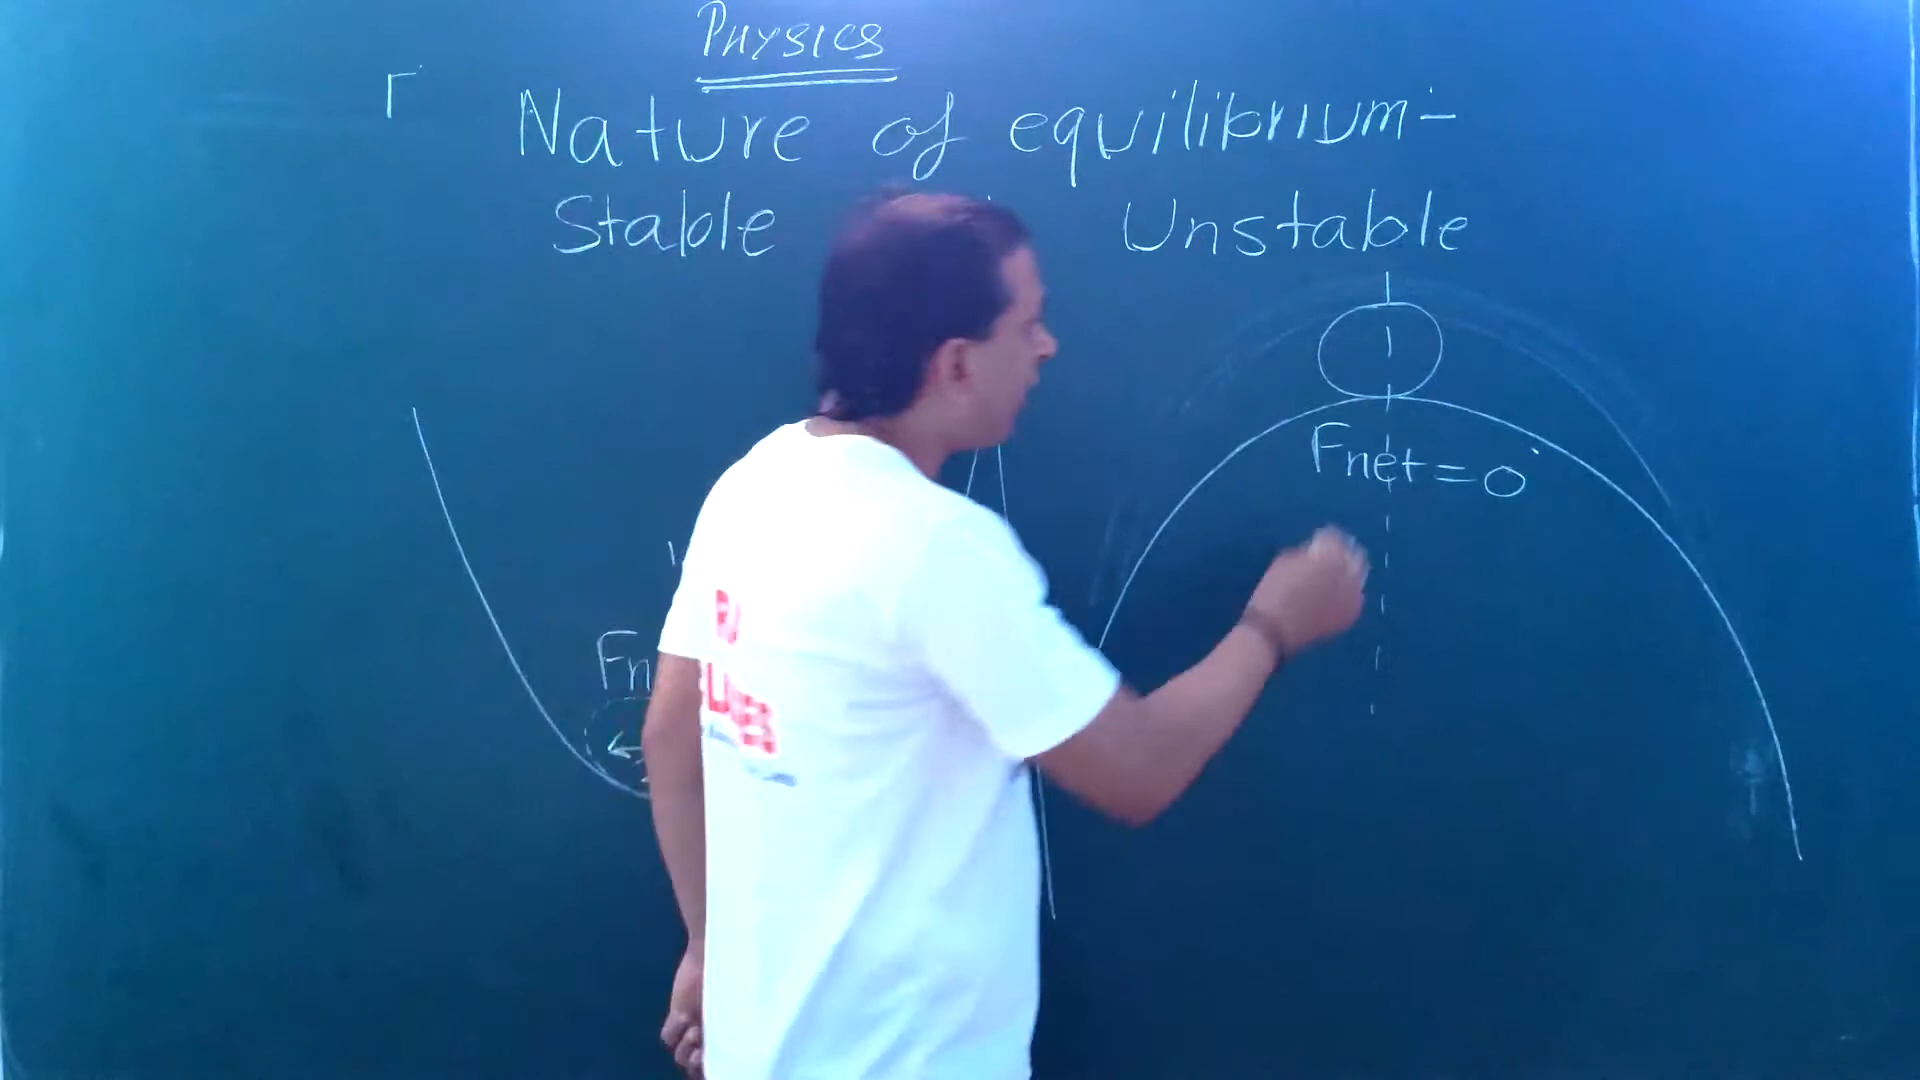 Physics
Nature of equilibrium:-
Stable
Unstable
Fnet=0
Fn